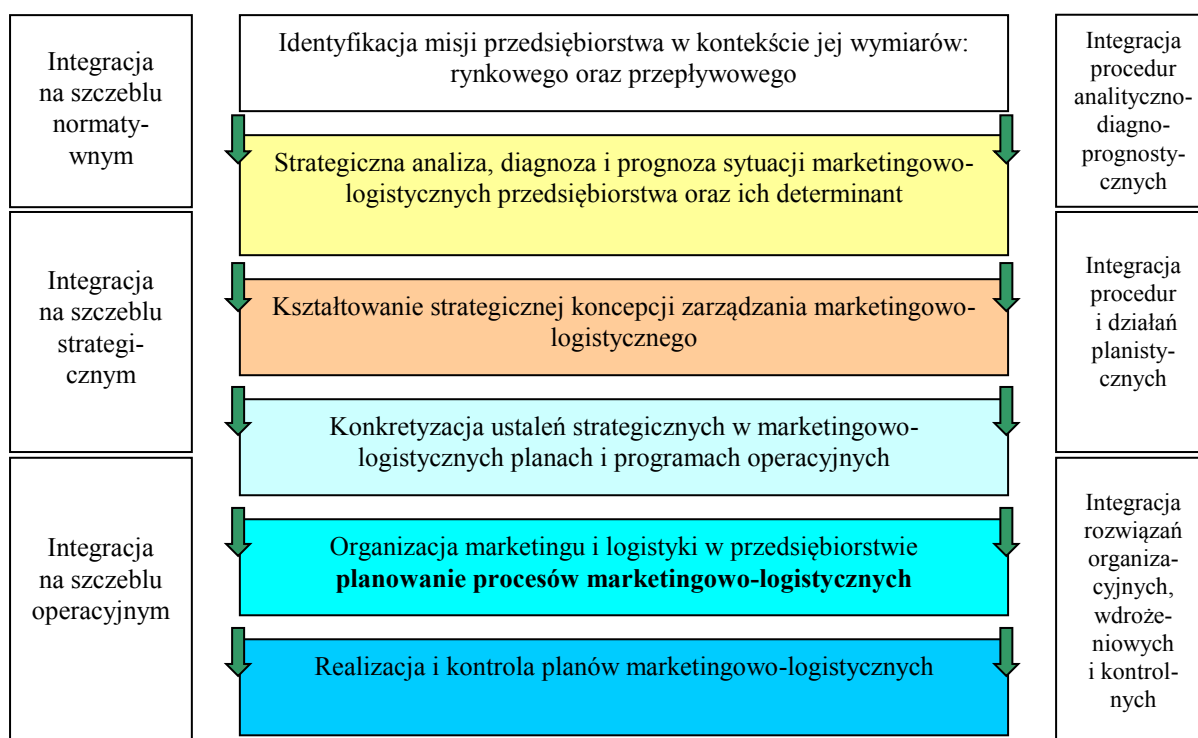 Integracja
na szczeblu
normaty-
wnym
Integracja
na szczeblu
strategi-
cznym
Integracja
na szczeblu
operacyjnym
Identyfikacja misji przedsiębiorstwa w kontekście jej wymiarów:
rynkowego oraz przepływowego
Strategiczna analiza, diagnoza i prognoza sytuacji marketingowo-
logistycznych przedsiębiorstwa oraz ich determinant
Kształtowanie strategicznej koncepcji zarządzania marketingowo-
logistycznego
Konkretyzacja ustaleń strategicznych w marketingowo-
logistycznych planach i programach operacyjnych
Organizacja marketingu i logistyki w przedsiębiorstwie
planowanie procesów marketingowo-logistycznych
Realizacja i kontrola planów marketingowo-logistycznych
Integracja
procedur
analityczno-
diagno-
prognosty-
cznych
Integracja
procedur
i działań
planisty-
cznych
Integracja
rozwiązań
organiza-
cyjnych,
wdroże-
niowych
i kontrol-
nych